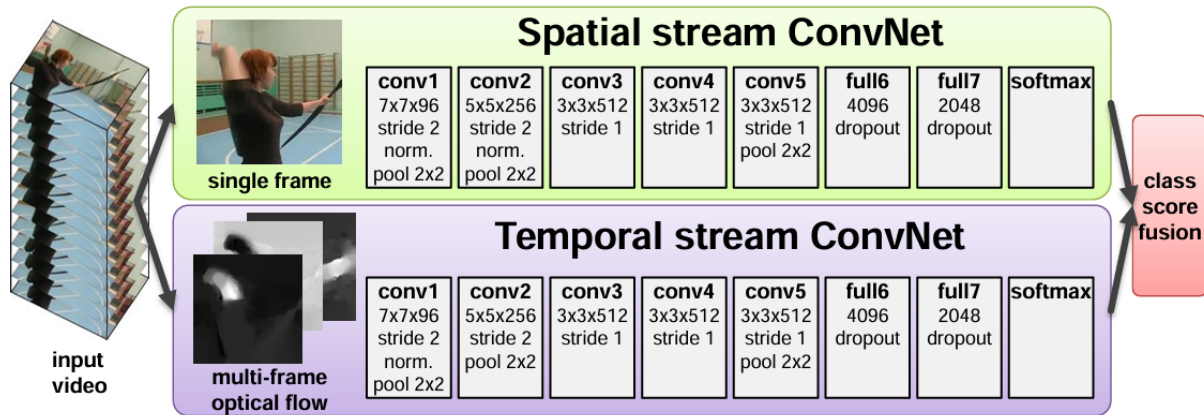 Spatial stream ConvNet
conv1
7x7x96
stride 2
norm.
pool 2x2
conv2
5x5x256
stride 2
norm.
pool 2x2
conv3
3x3x512
stride 1
conv4
3x3x512
stride 1
conv5
3x3x512
stride 1
pool 2x2
full6
4096
dropout
full7
2048
dropout
softmax
single frame
Temporal stream ConvNet
conv1
7x7x96
stride 2
norm.
pool 2x2
conv2
5x5x256
stride 2
pool 2x2
conv3
3x3x512
stride 1
conv4
3x3x512
stride 1
conv5
3x3x512
stride 1
pool 2x2
full6
4096
dropout
full7
2048
dropout
softmax
multi-frame
optical flow
input
video
class
score
fusion